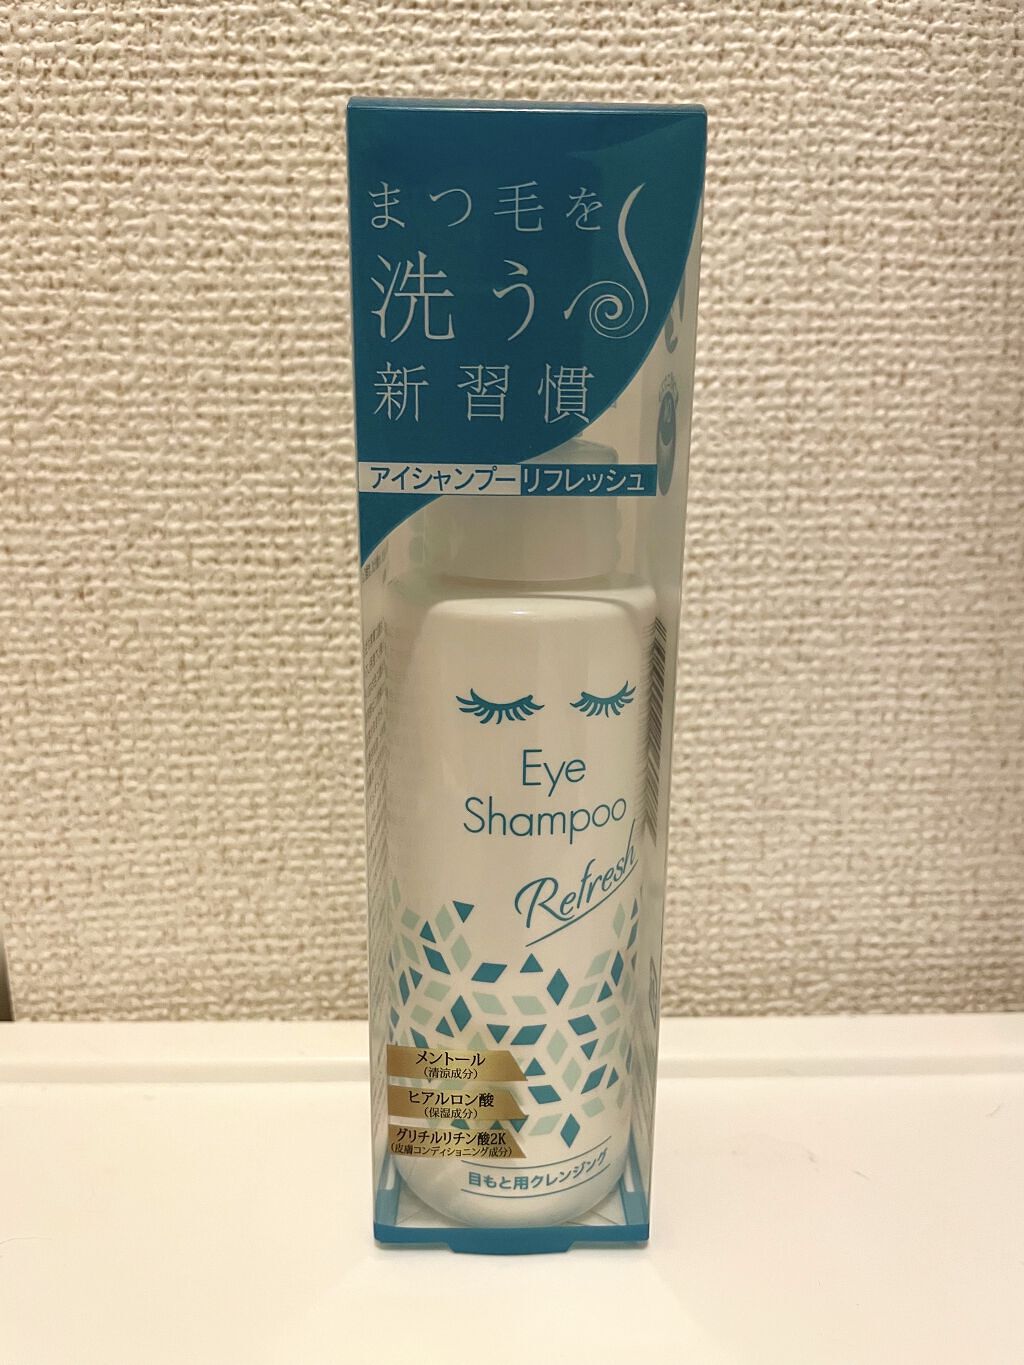 まつ毛を
洗う
新習慣
アイシャンプーリフレッシュ
Eye
Shampoo
Refresh
メントール
(清涼成分)
ヒアルロン酸
(保湿成分)
グリチルリチン酸2K
(皮膚コンディショニング成分)
目もと用クレンジング